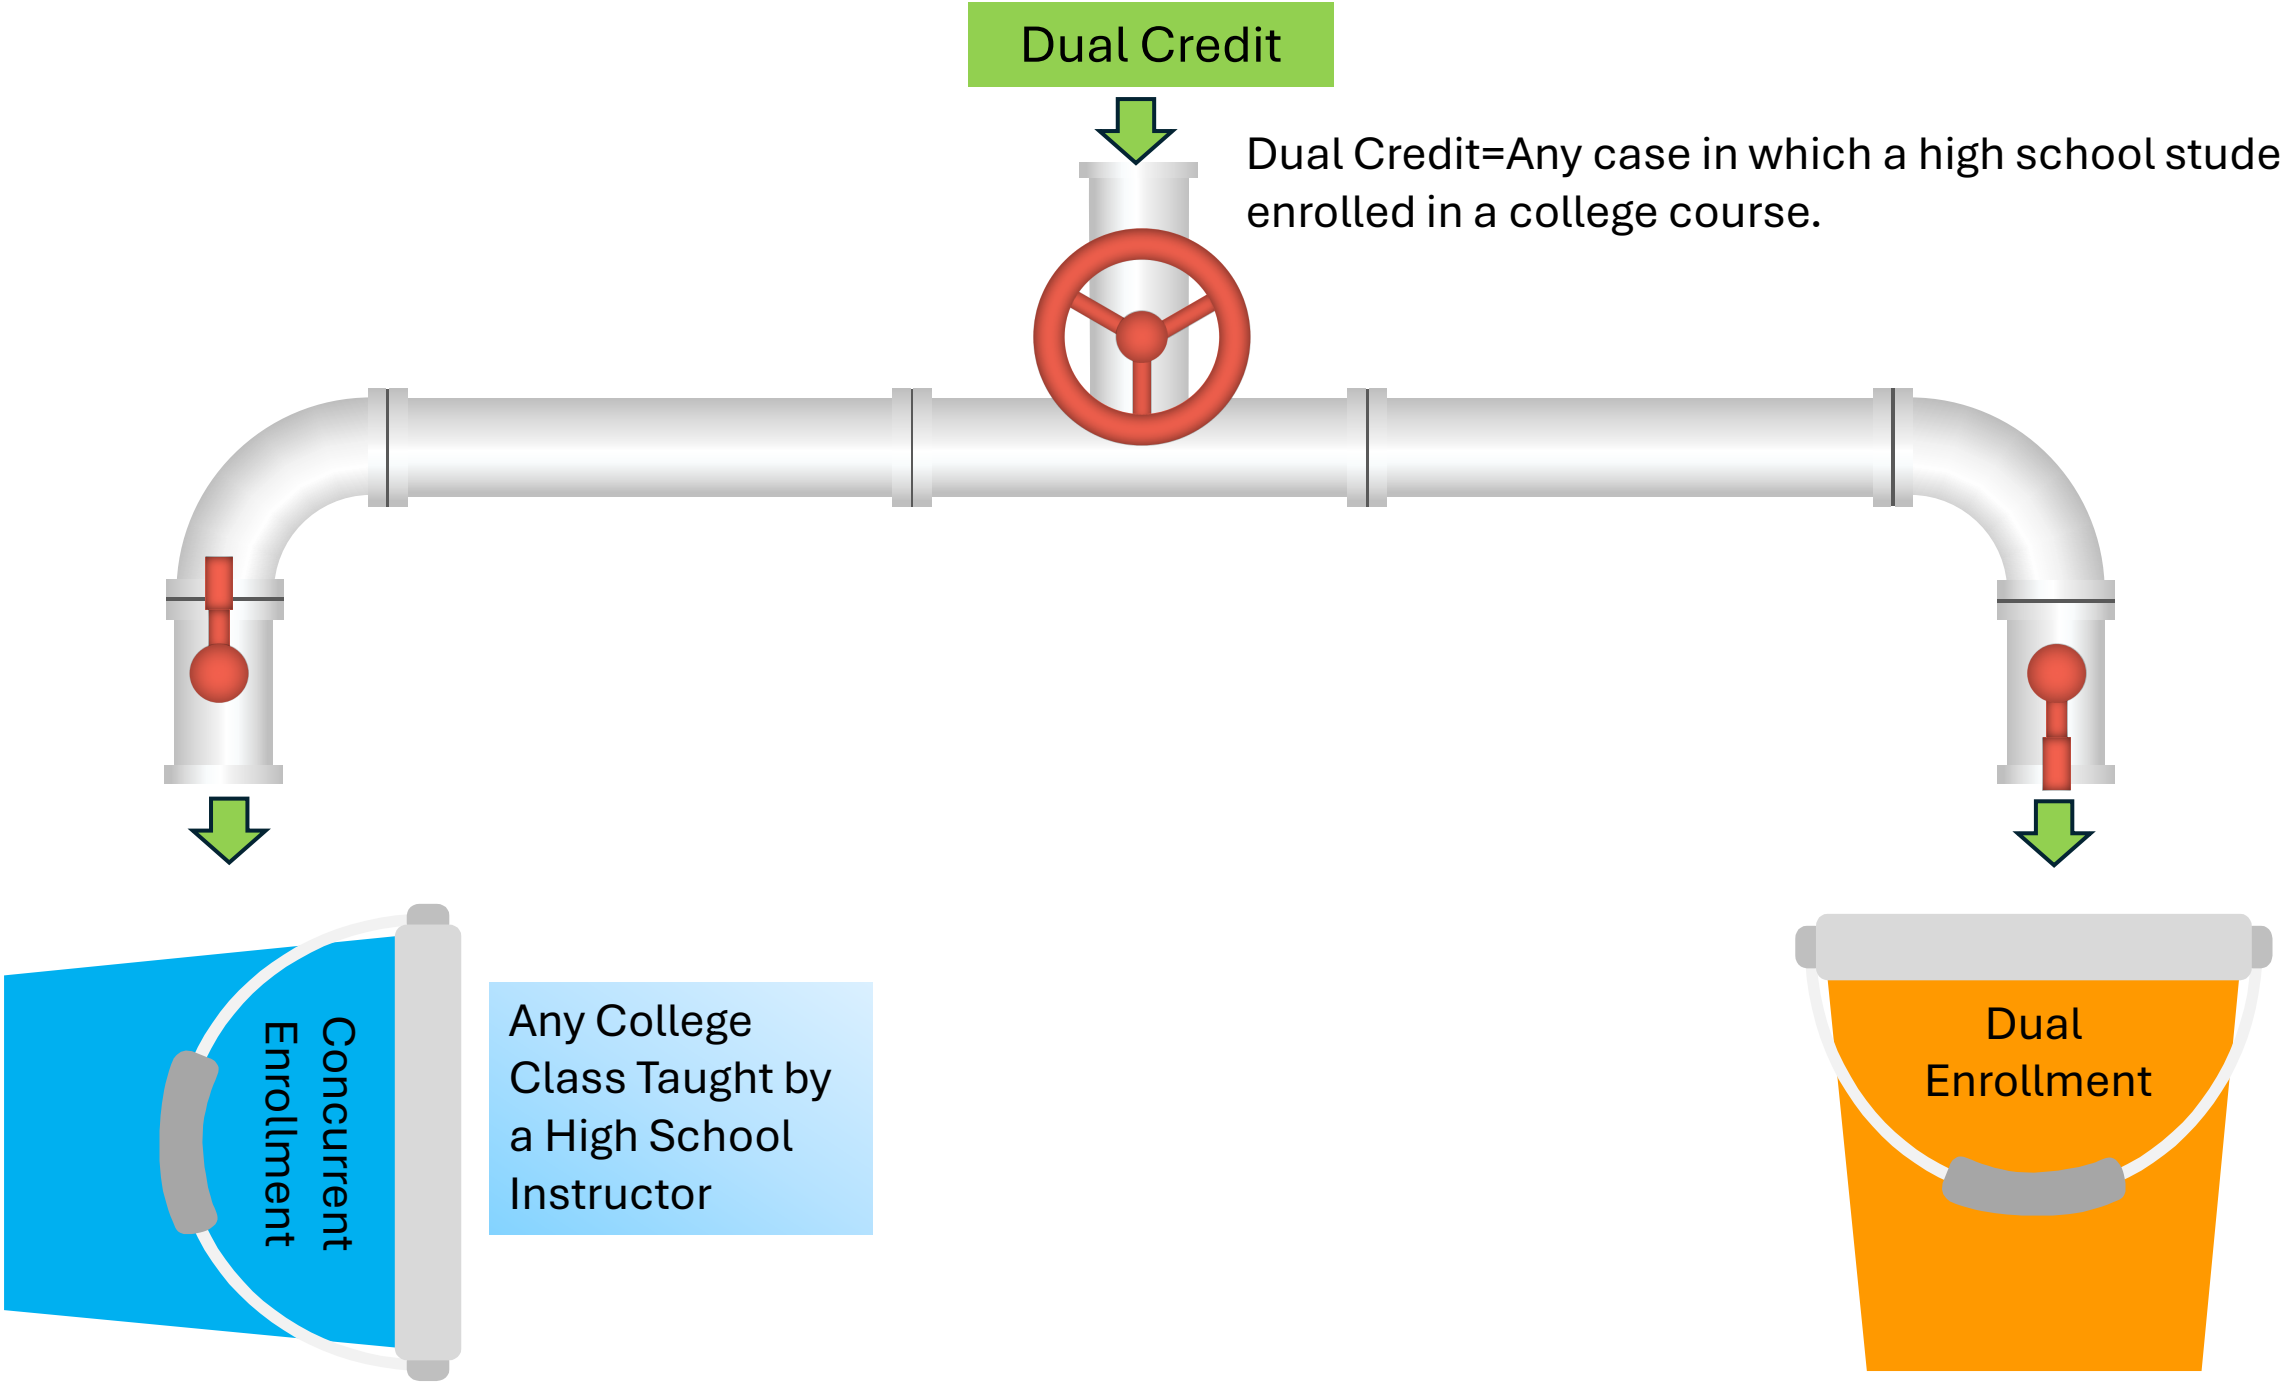 Dual Credit
Dual Credit=Any case in which a high school stude
enrolled in a college course.
Concurrent
Enrollment
Any College
Class Taught by
a High School
Instructor
Dual
Enrollment